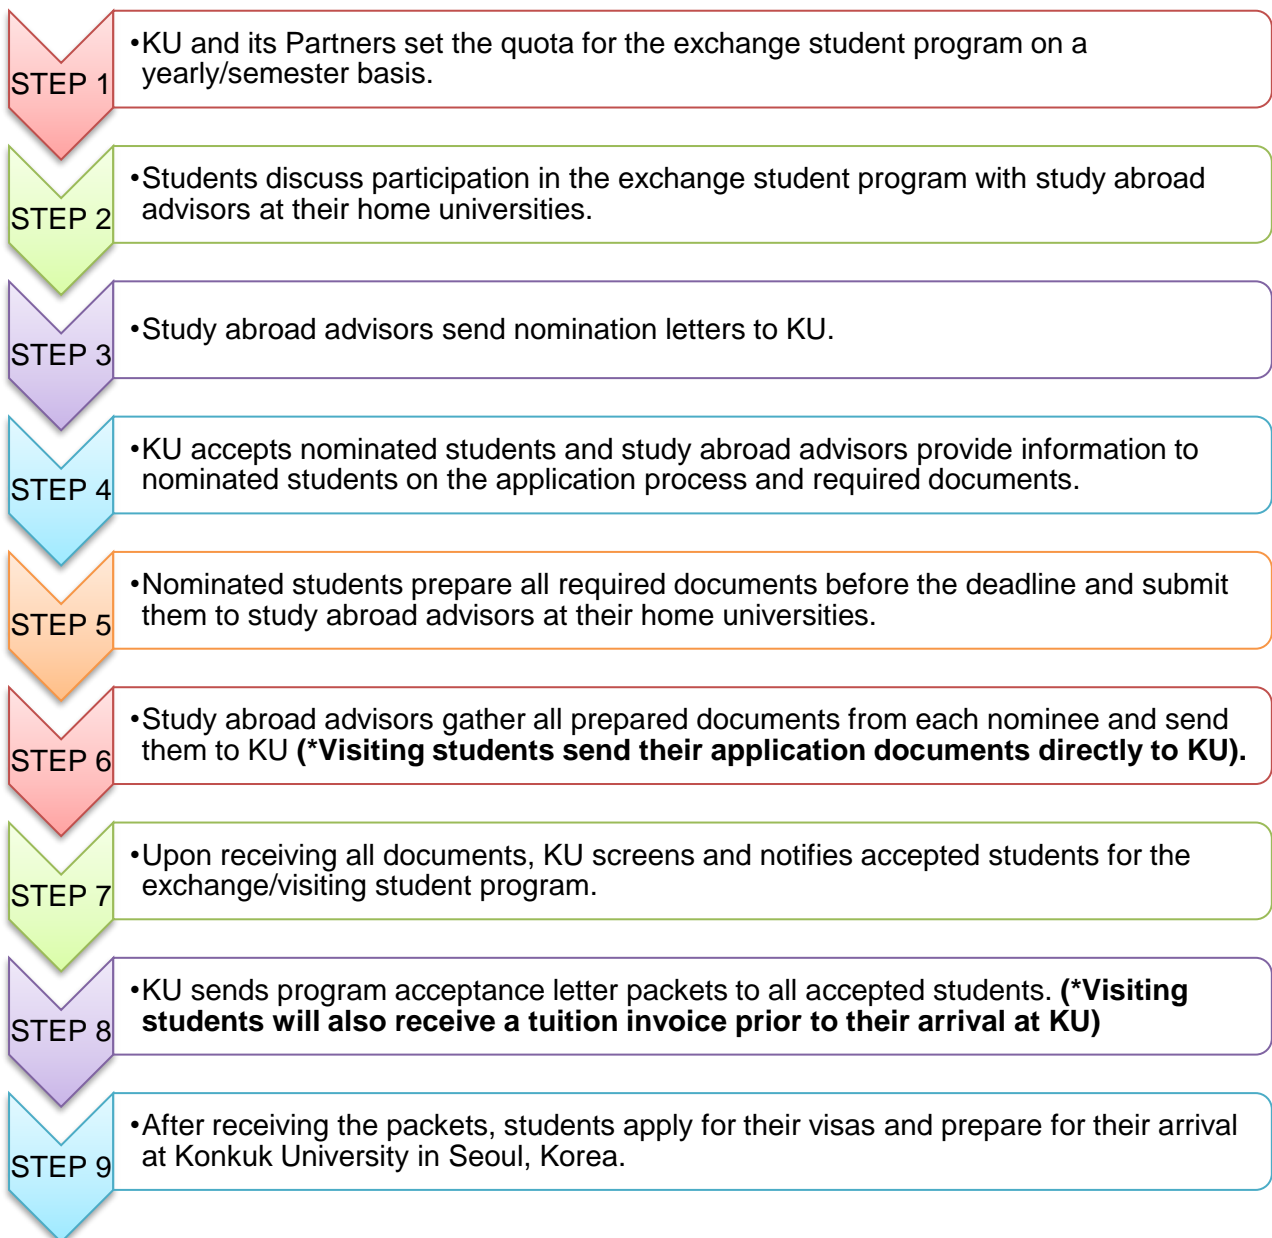 STEP 1
•KU and its Partners set the quota for the exchange student program on a
yearly/semester basis.
STEP 2
•Students discuss participation in the exchange student program with study abroad
advisors at their home universities.
STEP 3
•Study abroad advisors send nomination letters to KU.
STEP 4
•KU accepts nominated students and study abroad advisors provide information to
nominated students on the application process and required documents.
STEP 5
•Nominated students prepare all required documents before the deadline and submit
them to study abroad advisors at their home universities.
STEP 6
•Study abroad advisors gather all prepared documents from each nominee and send
them to KU (*Visiting students send their application documents directly to KU).
STEP 7
•Upon receiving all documents, KU screens and notifies accepted students for the
exchange/visiting student program.
STEP 8
•KU sends program acceptance letter packets to all accepted students. (*Visiting
students will also receive a tuition invoice prior to their arrival at KU)
STEP 9
•After receiving the packets, students apply for their visas and prepare for their arrival
at Konkuk University in Seoul, Korea.